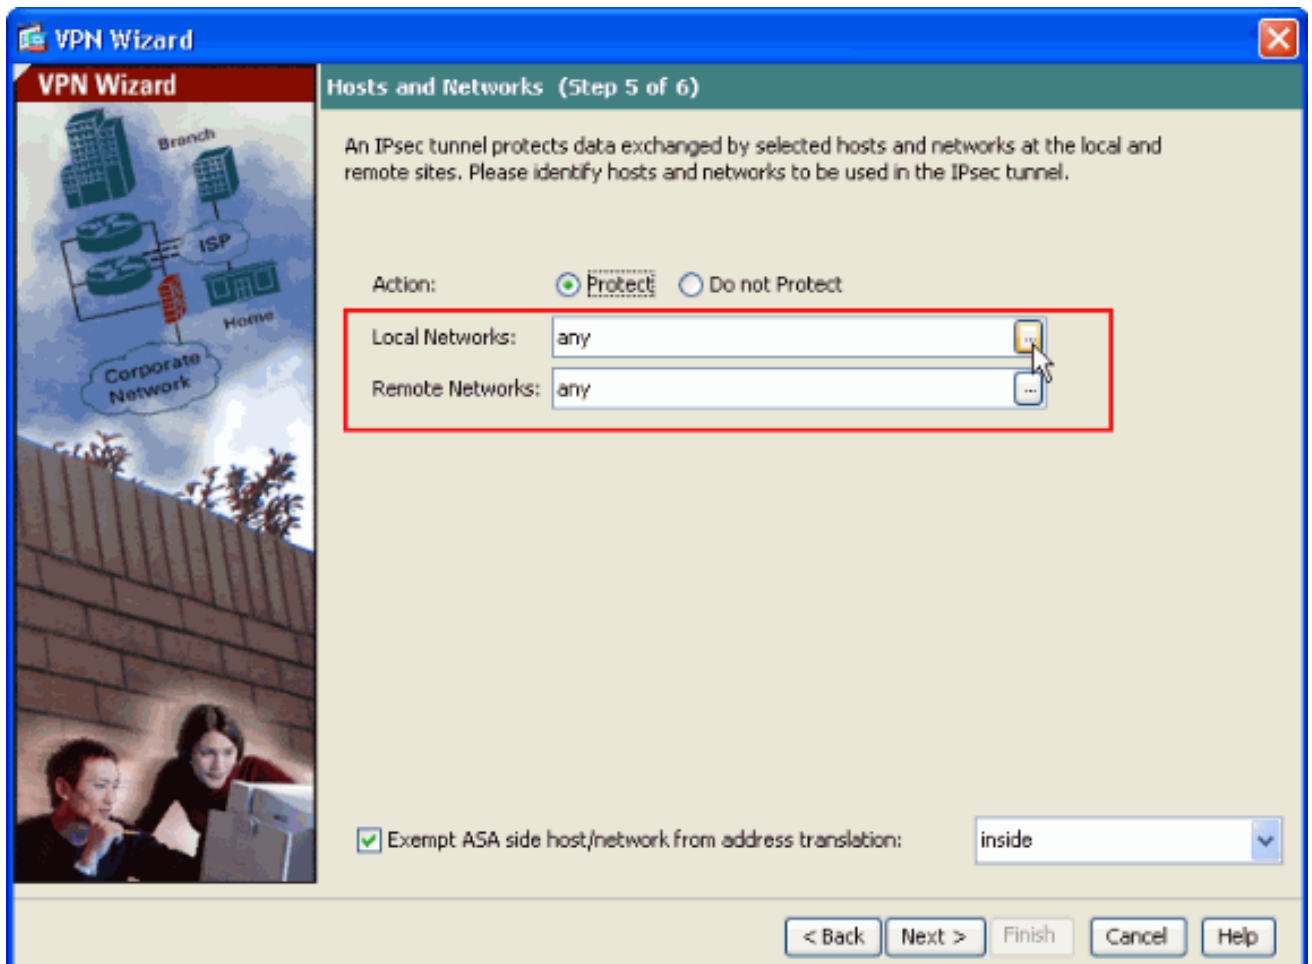 VPN Wizard
VPN Wizard
Hosts and Networks (Step 5 of 6)
Branch
ISP
Home
Corporate
Network
An IPsec tunnel protects data exchanged by selected hosts and networks at the local and
remote sites. Please identify hosts and networks to be used in the IPsec tunnel.
Action: Protect Do not Protect
Local Networks: any ...
Remote Networks: any ...
Exempt ASA side host/network from address translation: inside
< Back Next > Finish Cancel Help